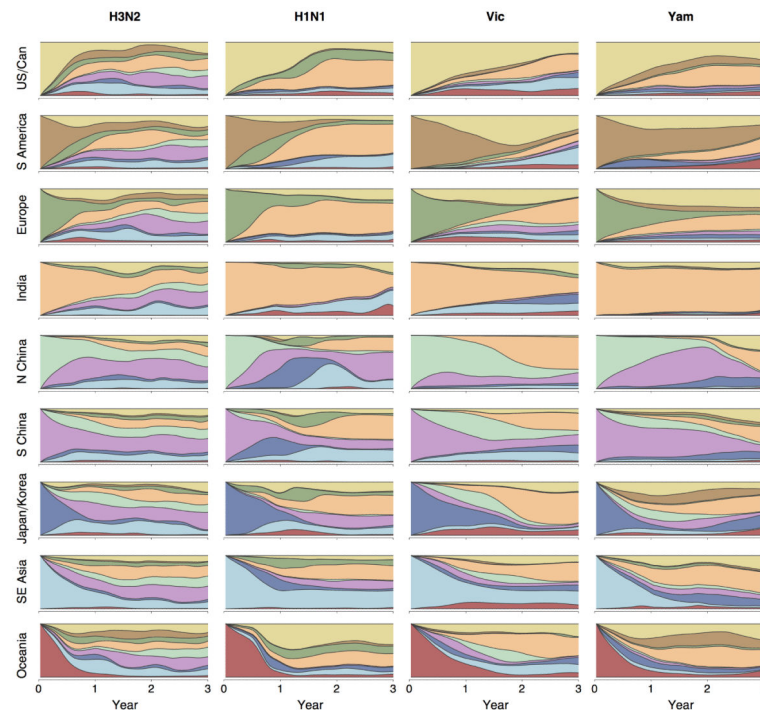 H3N2 H1N1 Vic Yam
US/Can
S America
Europe
India
N China
S China
Japan/Korea
SE Asia
Oceania
0 1 2 3 0 1 2 3 0 1 2 3 0 1 2
Year Year Year Year